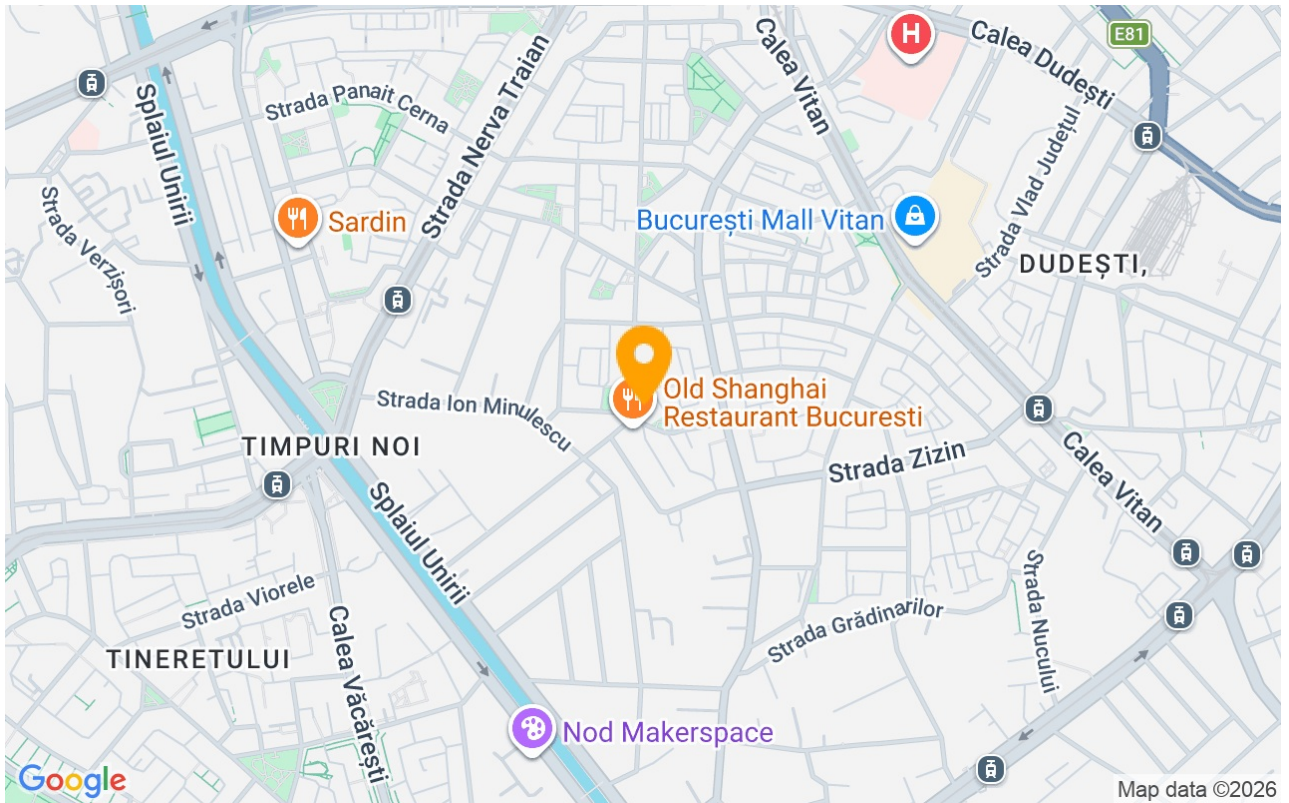 E81
H
Calea Dudești
Calea Vitan
Splaiul Unirii
Strada Panait Cerna
Strada Nerva Traian
Strada Vlad Județul
Strada Verzișori
Sardin
București Mall Vitan
DUDEȘTI,
Old Shanghai
Restaurant Bucuresti
Strada Ion Minulescu
TIMPURI NOI
Strada Zizin
Calea Vitan
Splaiul Unirii
Strada Viorele
Strada Grădinarilor
Strada Nucului
TINERETULUI
Calea Văcărești
Nod Makerspace
Google
Map data ©2026